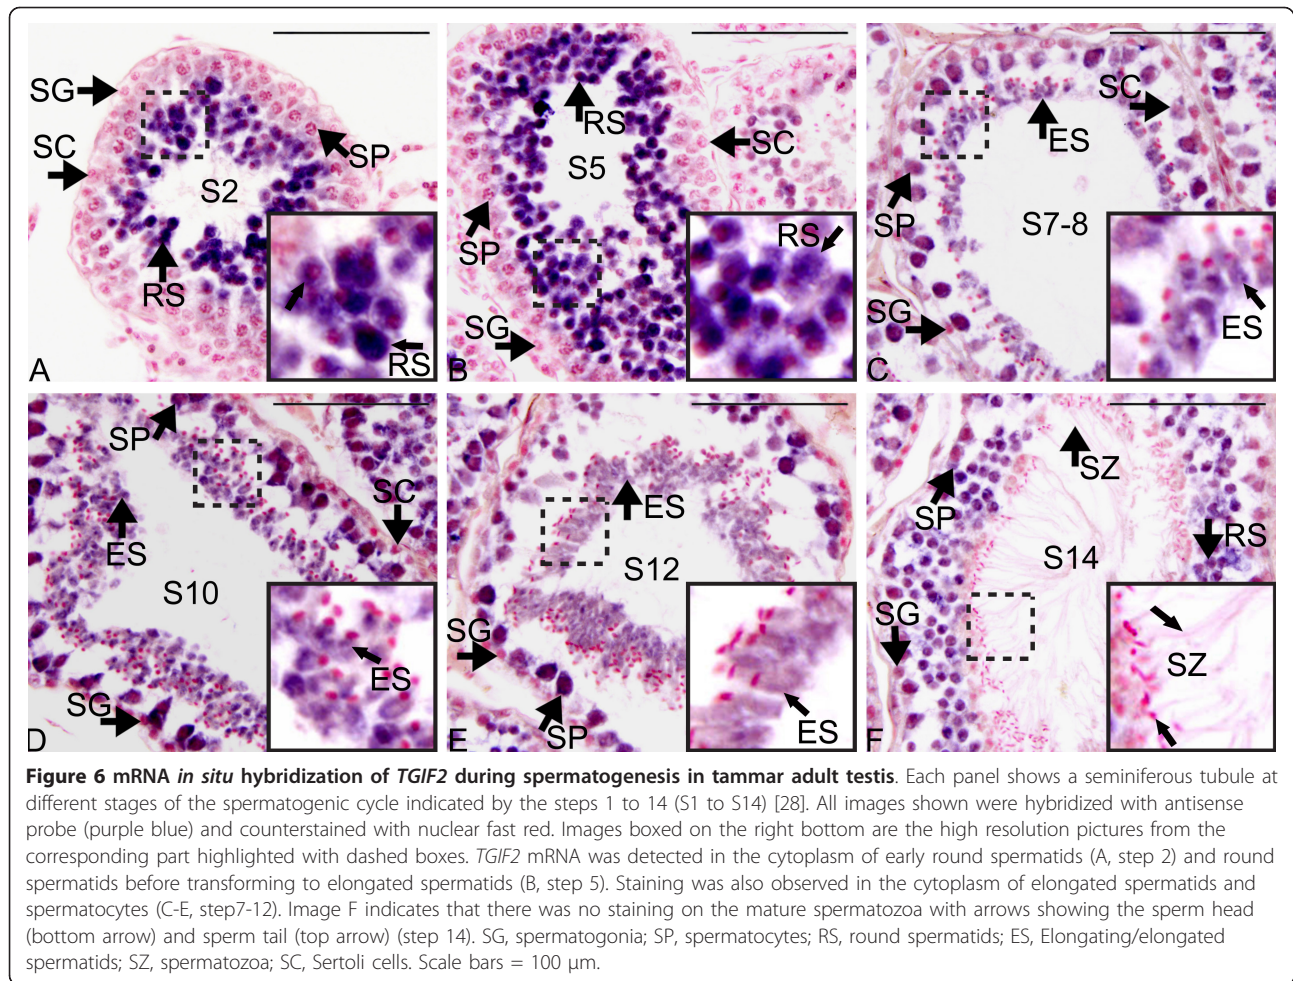 SG
SC
SP
S2
RS
RS
A
RS
SC
S5
SP
RS
SG
B
SC
ES
SP
S7-8
SG
ES
C
SP
SC
ES
S10
ES
SG
D
ES
S12
SG
SP
ES
E
SZ
SP
RS
S14
SG
SZ
F
Figure 6 mRNA in situ hybridization of TGIF2 during spermatogenesis in tammar adult testis. Each panel shows a seminiferous tubule at
different stages of the spermatogenic cycle indicated by the steps 1 to 14 (S1 to S14) [28]. All images shown were hybridized with antisense
probe (purple blue) and counterstained with nuclear fast red. Images boxed on the right bottom are the high resolution pictures from the
corresponding part highlighted with dashed boxes. TGIF2 mRNA was detected in the cytoplasm of early round spermatids (A, step 2) and round
spermatids before transforming to elongated spermatids (B, step 5). Staining was also observed in the cytoplasm of elongated spermatids and
spermatocytes (C-E, step7-12). Image F indicates that there was no staining on the mature spermatozoa with arrows showing the sperm head
(bottom arrow) and sperm tail (top arrow) (step 14). SG, spermatogonia; SP, spermatocytes; RS, round spermatids; ES, Elongating/elongated
spermatids; SZ, spermatozoa; SC, Sertoli cells. Scale bars = 100 μm.